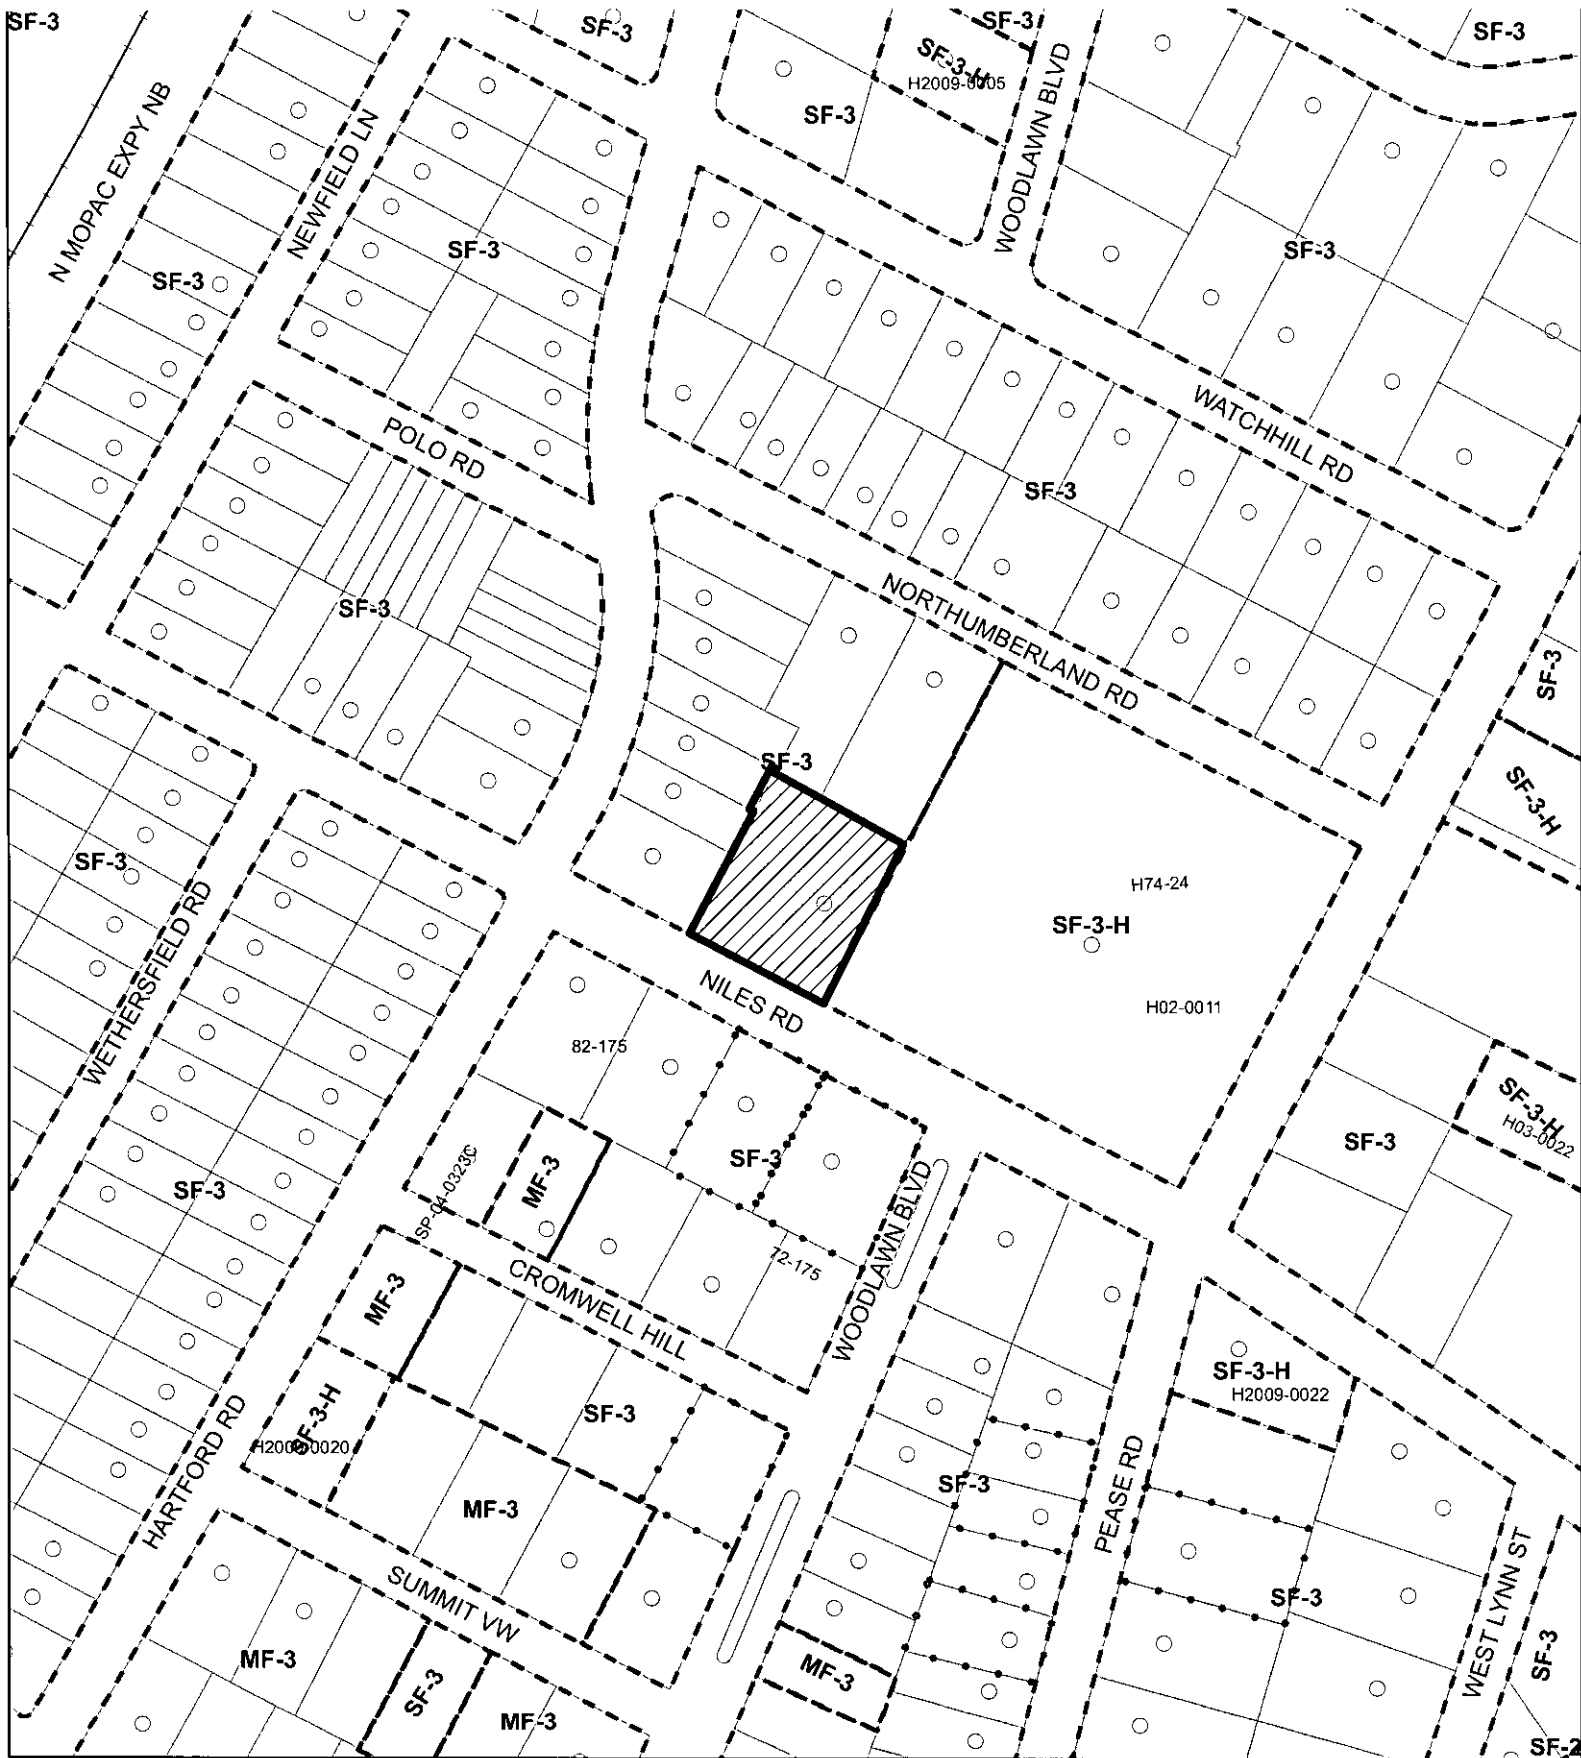 SF-3
SF-3
SF-3
SF-3
SF-3-H
H2009-0005
SF-3
N MOPAC EXPY NB
NEWFIELD LN
WOODLAWN BLVD
SF-3
SF-3
SF-3
POLO RD
WATCHHILL RD
SF-3
SF-3
NORTHUMBERLAND RD
SF-3
SF-3
SF-3-H
SF-3
WETHERSFIELD RD
H74-24
SF-3-H
H02-0011
NILES RD
82-175
SF-3-H
H03-0022
SF-3
SF-3
MF-3
SP-04-0323C
SF-3
WOODLAWN BLVD
72-175
CROMWELL HILL
MF-3
SF-3-H
SF-3-H
H2009-0022
SF-3
HARTFORD RD
SF-3
MF-3
PEASE RD
SUMMIT VW
SF-3
WEST LYNN ST
MF-3
SF-3
MF-3
SF-3
MF-3
SF-2